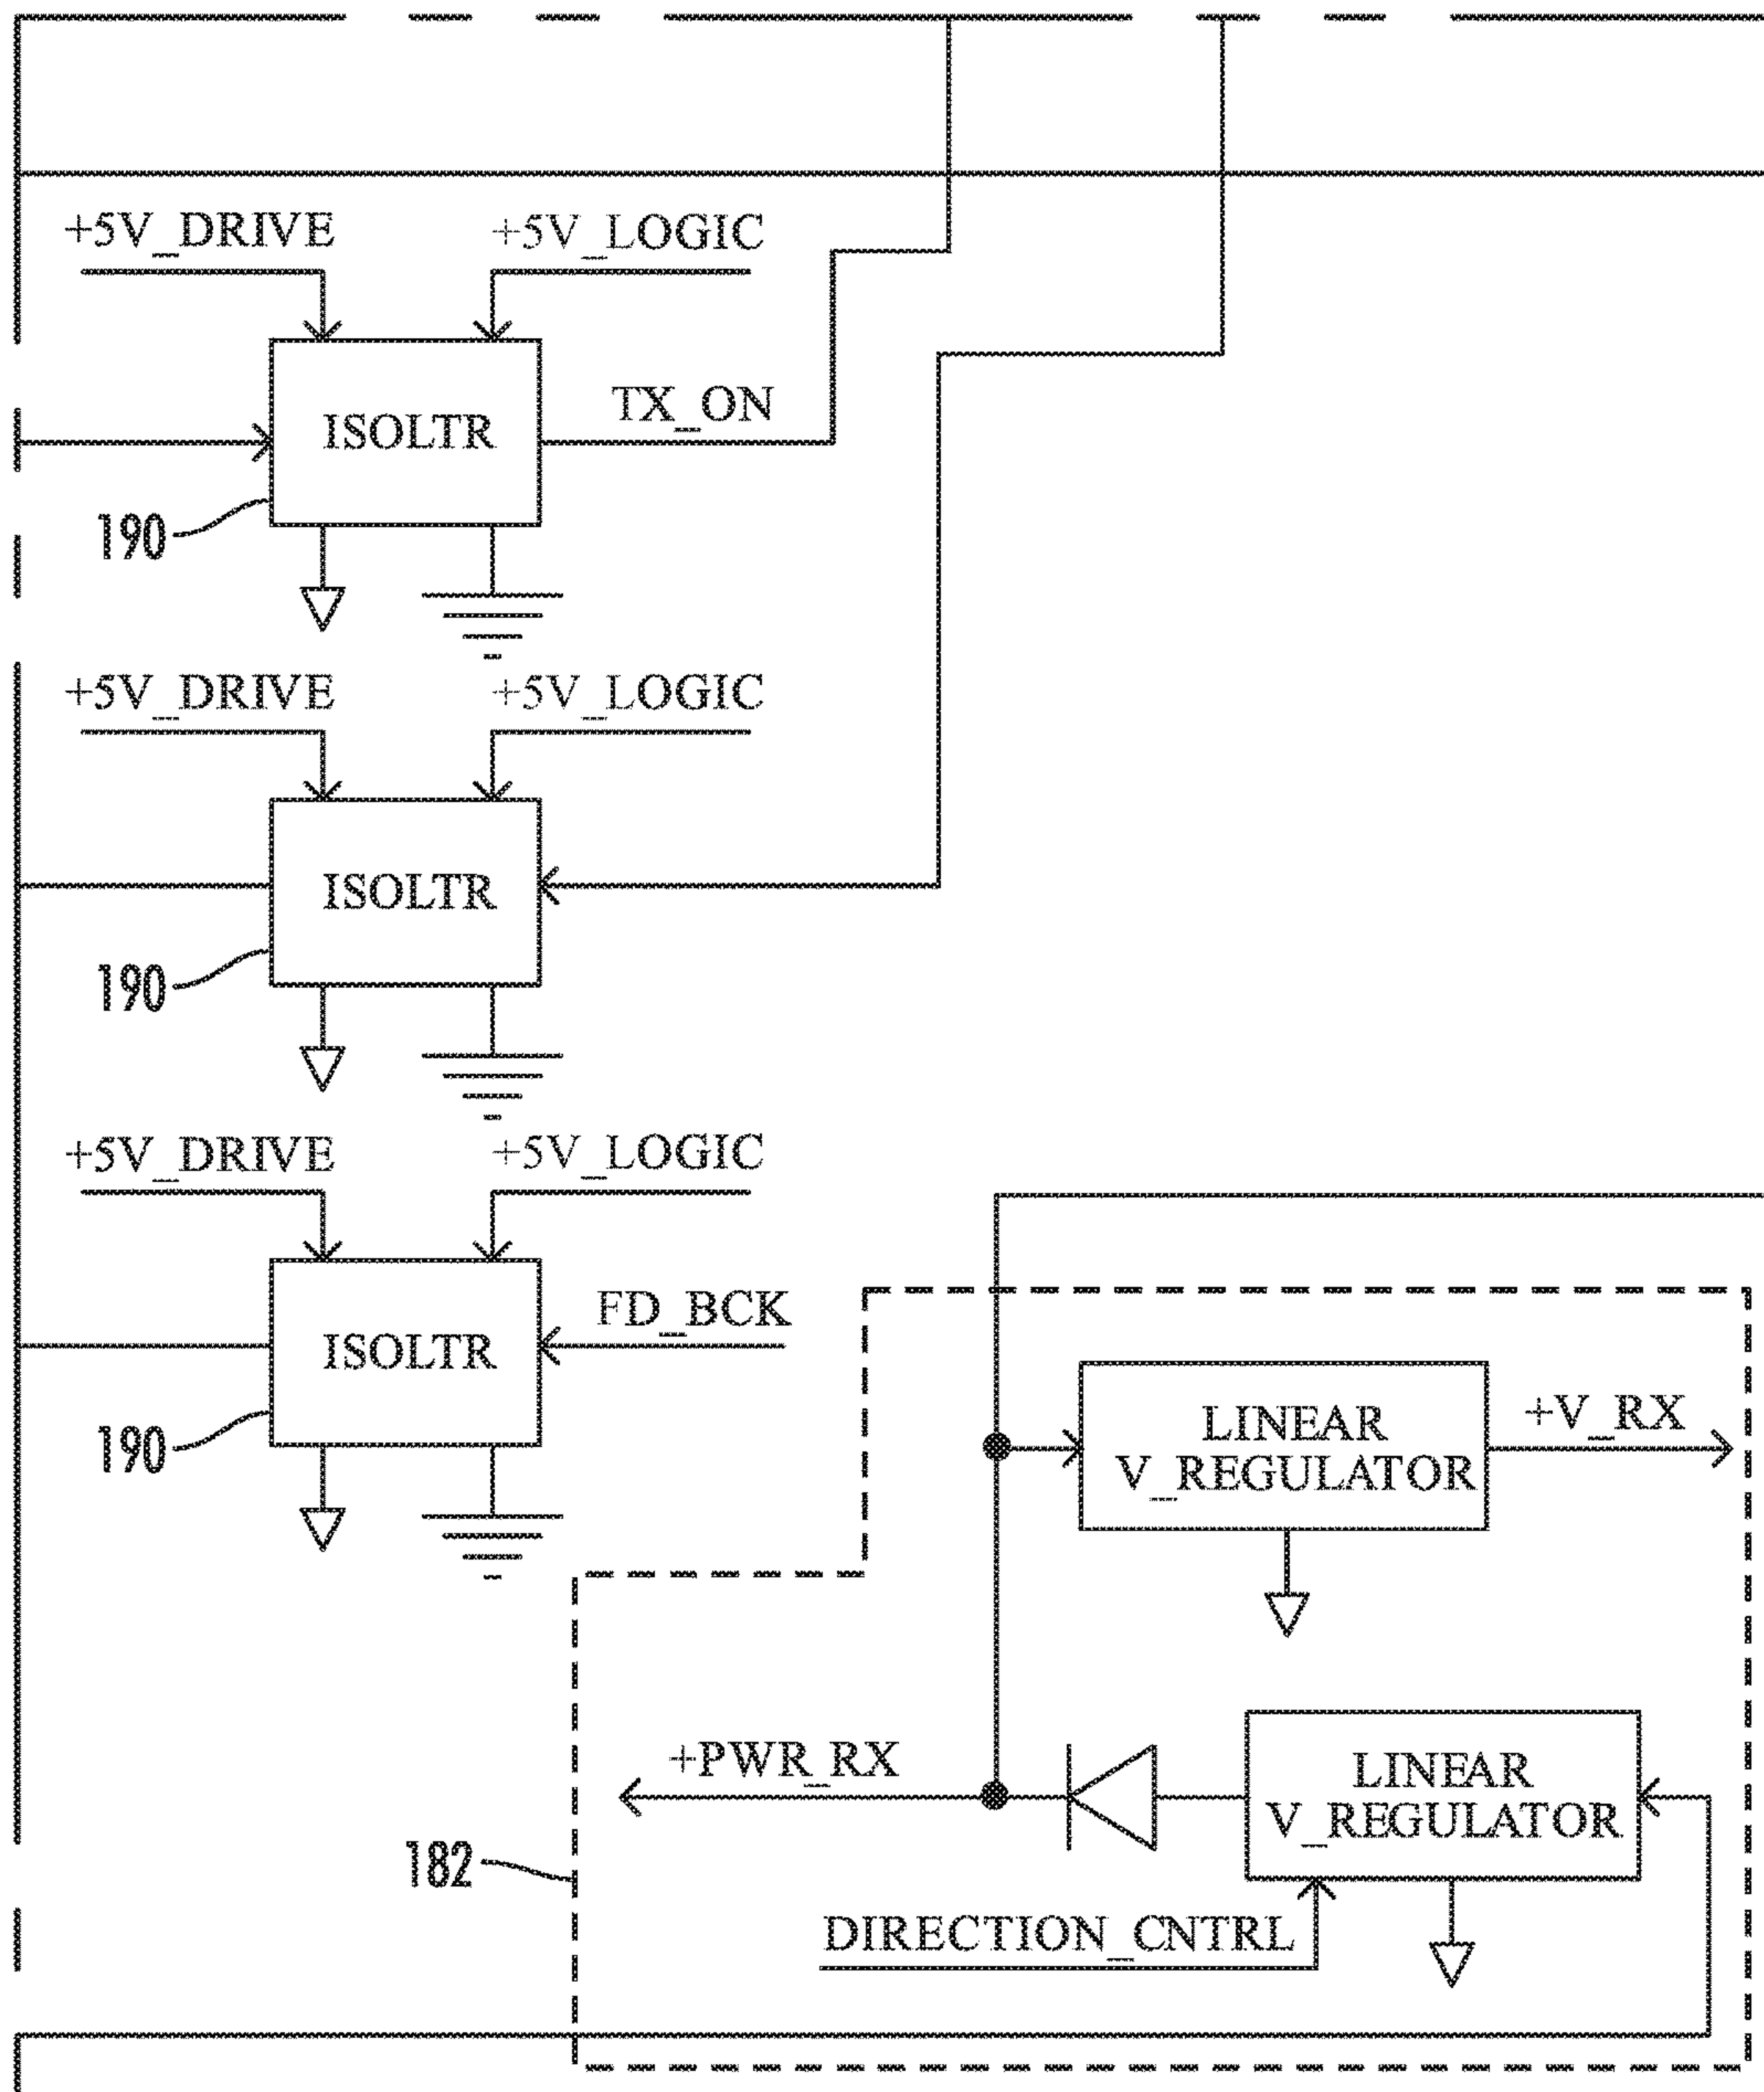 +5V_DRIVE +5V_LOGIC
TX_ON
ISOLTR
190
+5V_DRIVE +5V_LOGIC
ISOLTR
190
+5V_DRIVE +5V_LOGIC
FD_BCK
ISOLTR
190
LINEAR
V_REGULATOR
+V_RX
+PWR_RX
LINEAR
V_REGULATOR
182
DIRECTION_CNTRL